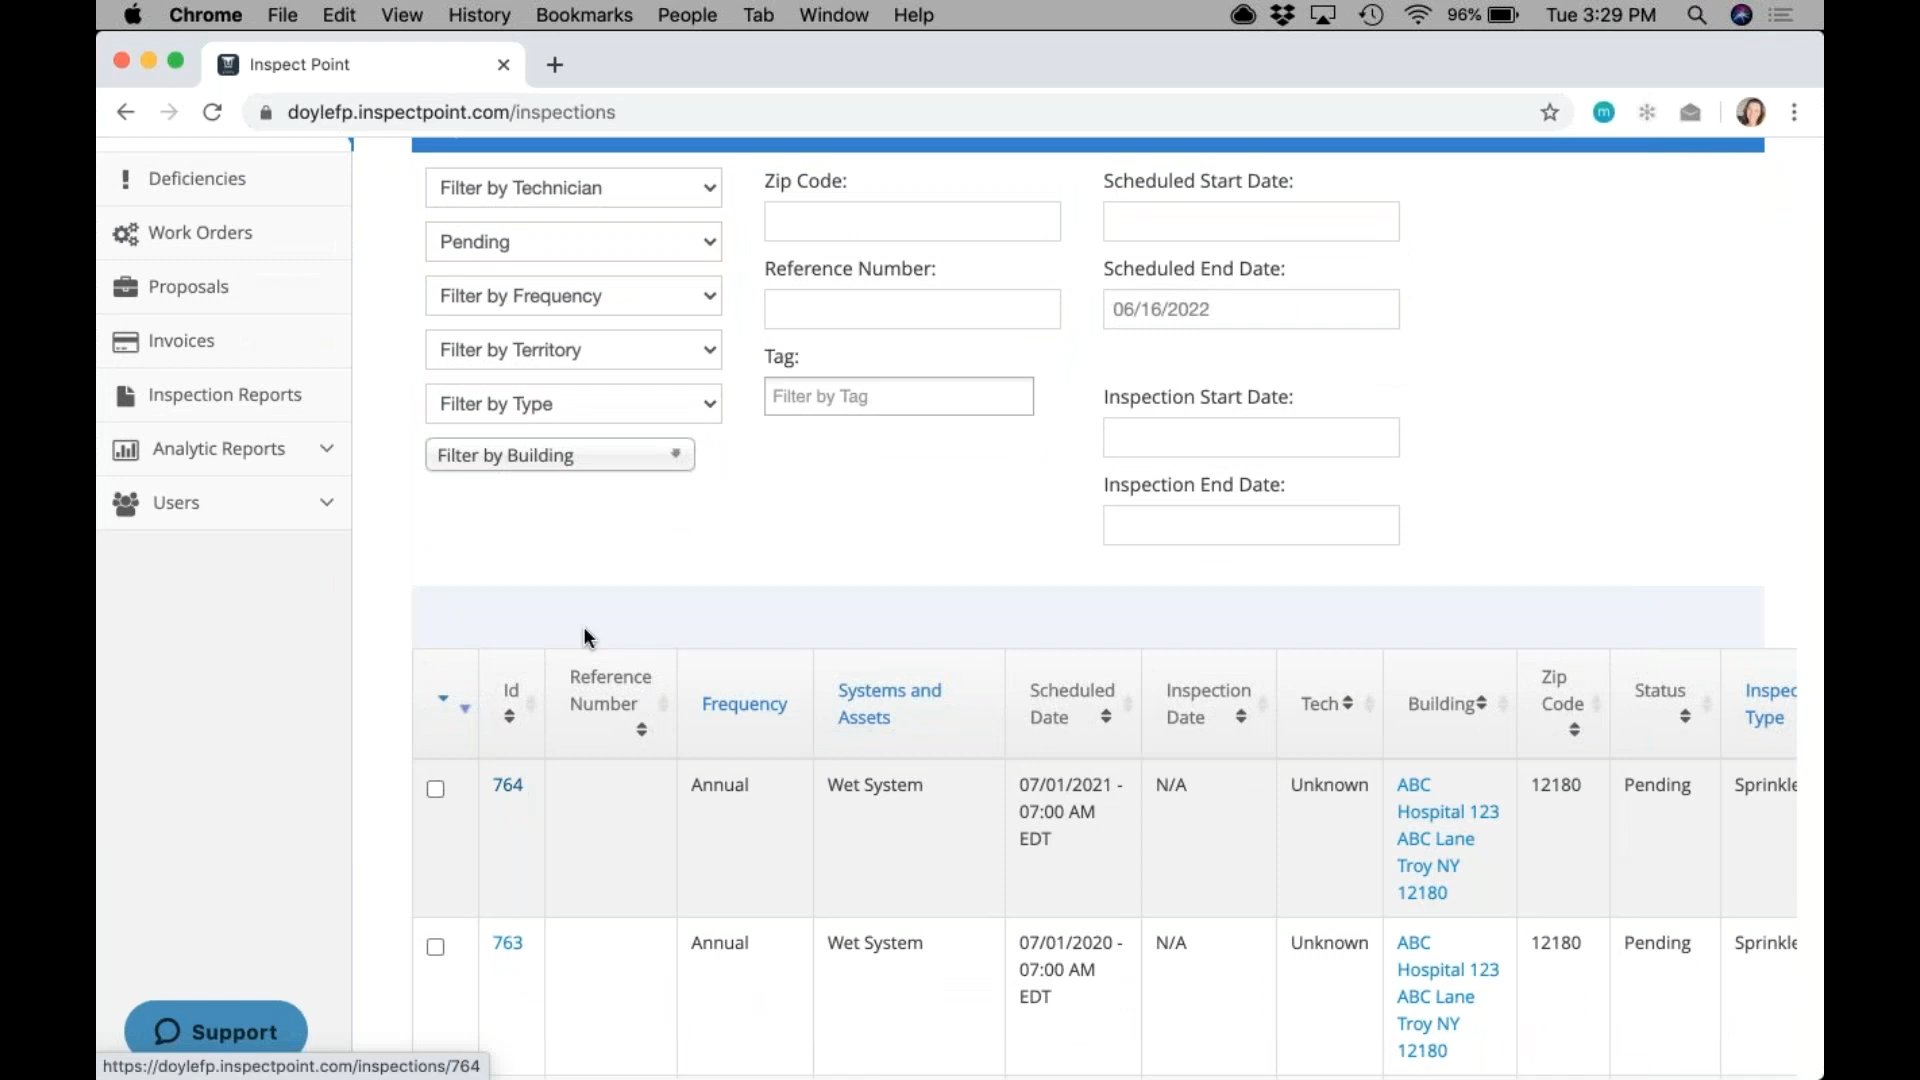 Chrome File Edit View History Bookmarks People Tab Window Help 96% Tue 3:29 PM
Inspect Point
doylefp.inspectpoint.com/inspections
m
Deficiencies
Work Orders
Proposals
Invoices
Inspection Reports
Analytic Reports
Users
Filter by Technician
Pending
Filter by Frequency
Filter by Territory
Filter by Type
Filter by Building
Zip Code:
Reference Number:
Tag:
Filter by Tag
Scheduled Start Date:
Scheduled End Date:
06/16/2022
Inspection Start Date:
Inspection End Date:
Id
Reference
Number
Frequency
Systems and
Assets
Scheduled
Date
Inspection
Date
Tech
Building
Zip
Code
Status
Inspec
Type
764 Annual Wet System 07/01/2021 - N/A Unknown ABC 12180 Pending Sprinkle
07:00 AM Hospital 123
EDT ABC Lane
Troy NY
12180
763 Annual Wet System 07/01/2020 - N/A Unknown ABC 12180 Pending Sprinkle
07:00 AM Hospital 123
EDT ABC Lane
Troy NY
12180
Support
https://doylefp.inspectpoint.com/inspections/764